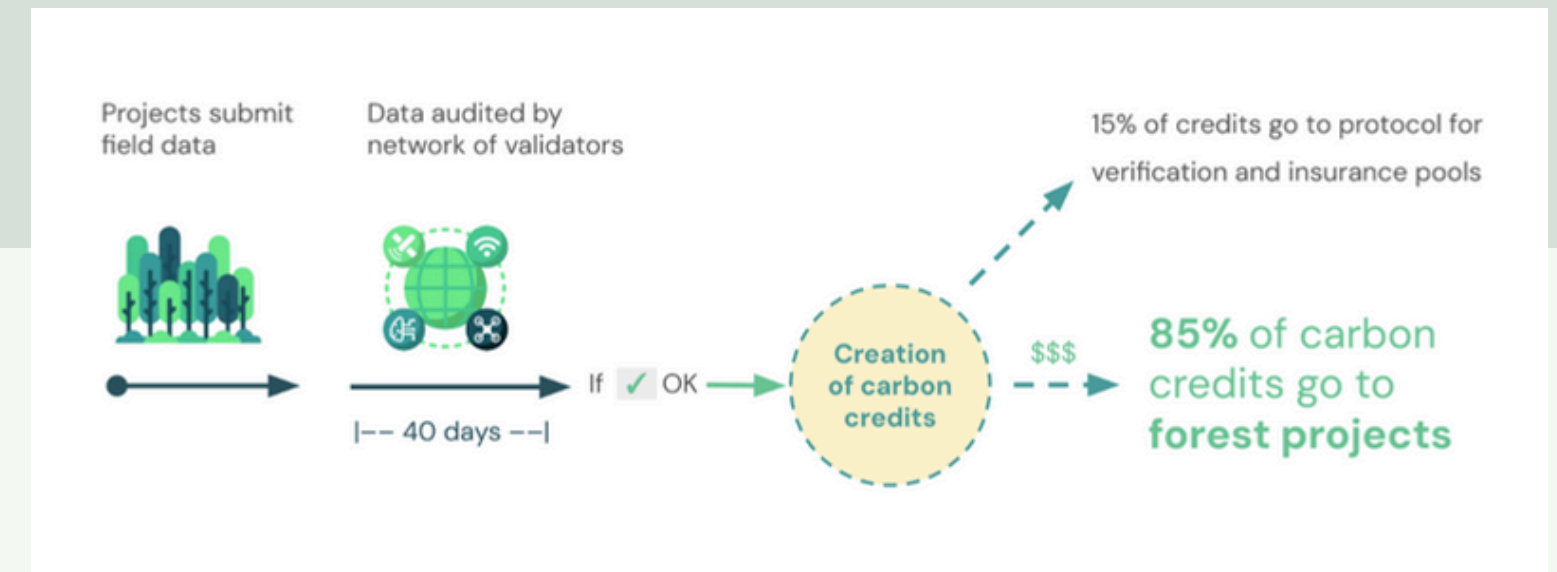 Projects submit
field data
Data audited by
network of validators
|-- 40 days --|
If ✓ OK
Creation
of carbon
credits
15% of credits go to protocol for
verification and insurance pools
$$$
85% of carbon
credits go to
forest projects